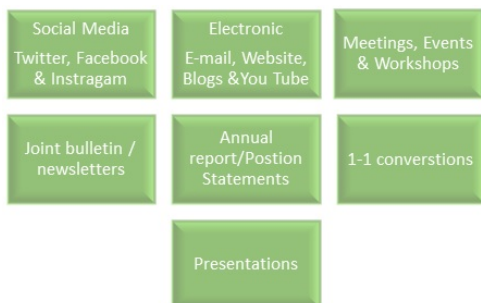 Social Media
Twitter, Facebook
& Instragam
Electronic
E-mail, Website,
Blogs &You Tube
Meetings, Events
& Workshops
Joint bulletin /
newsletters
Annual
report/Postion
Statements
1-1 converstions
Presentations